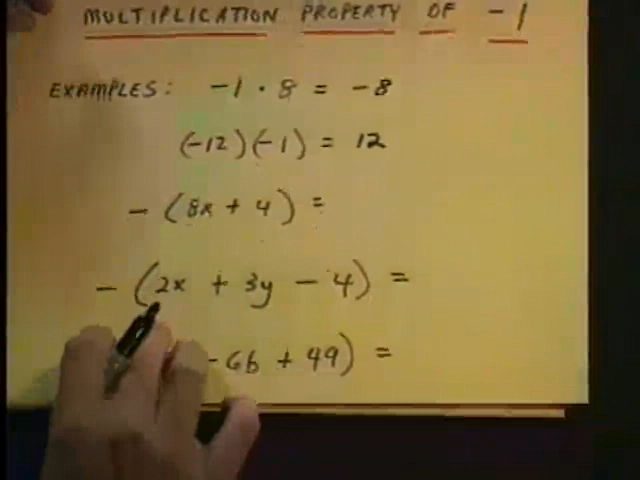 MULTIPLICATION PROPERTY OF -1
EXAMPLES: -1 · 8 = -8
(-12)(-1) = 12
- (8x + 4) =
- (2x + 3y - 4) =
- 6b + 49) =